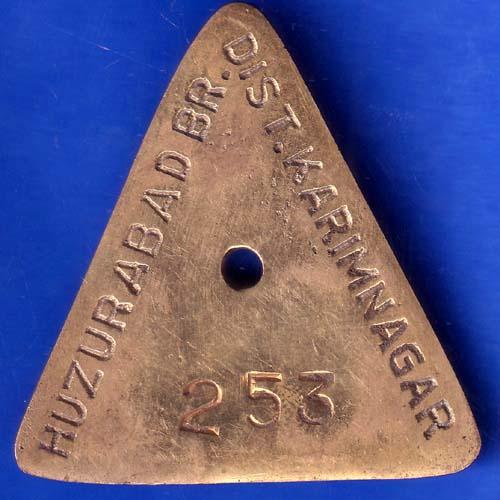 HUZURABAD BR.
DIST. KARIMNAGAR
253